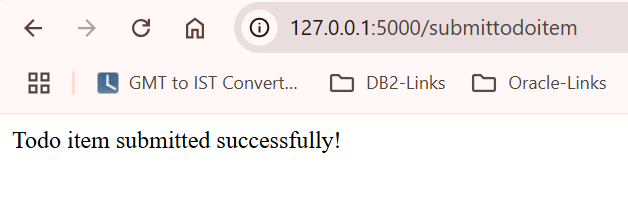 127.0.0.1:5000/submittodoitem
GMT to IST Convert... DB2-Links Oracle-Links
Todo item submitted successfully!